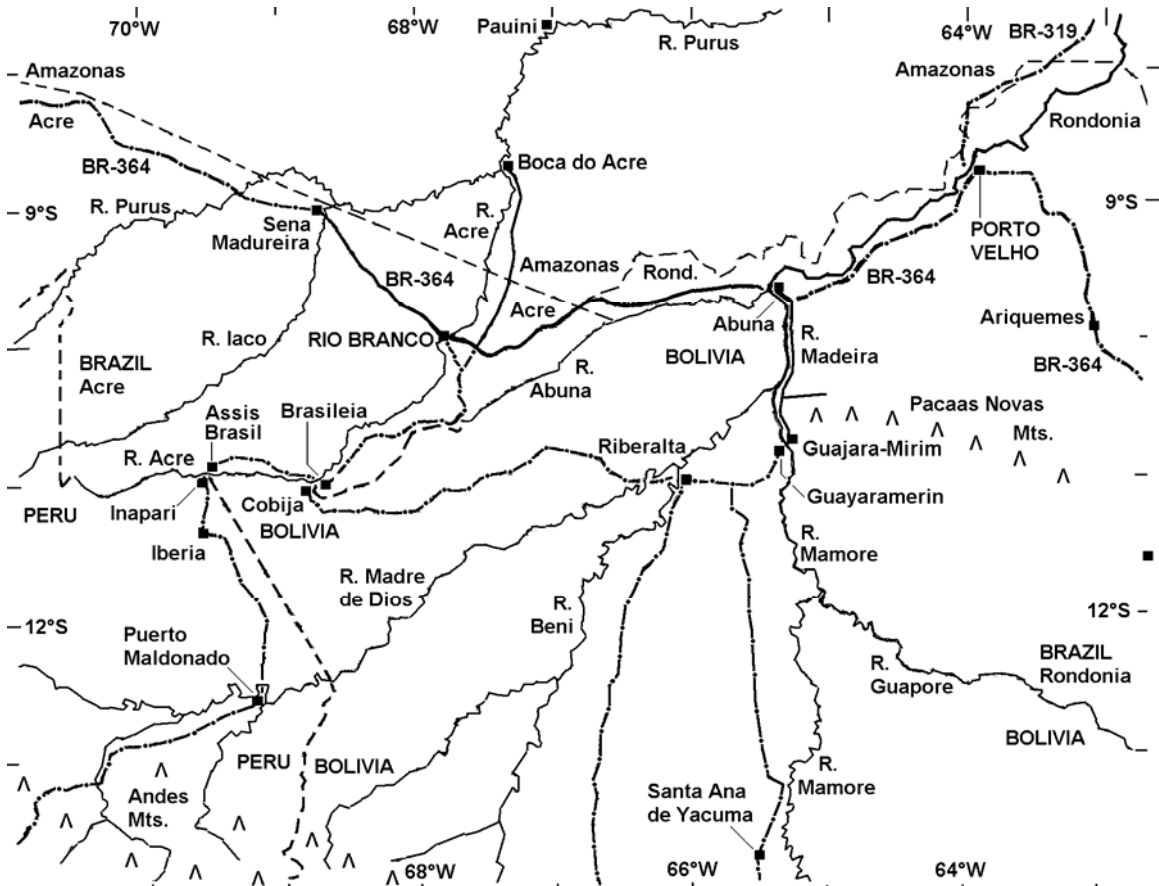 70°W
68°W
Pauini
R. Purus
64°W
BR-319
Amazonas
Amazonas
Acre
Rondonia
BR-364
Boca do Acre
9°S
R. Purus
Sena
Madureira
R.
Acre
9°S
PORTO
VELHO
BR-364
Amazonas
Rond.
BR-364
Acre
Abuna
Ariquemes
R. Iaco
RIO BRANCO
R.
Madeira
BOLIVIA
BRAZIL
Acre
R.
Abuna
BR-364
Assis
Brasil
Brasileia
Pacaas Novas
Mts.
Riberalta
Guajara-Mirim
R. Acre
Inapari
Cobija
Guayaramerin
PERU
BOLIVIA
Iberia
R.
Mamore
R. Madre
de Dios
R.
Beni
12°S
12°S
Puerto
Maldonado
R.
Guapore
BRAZIL
Rondonia
BOLIVIA
PERU
BOLIVIA
R.
Mamore
Andes
Mts.
Santa Ana
de Yacuma
68°W
66°W
64°W